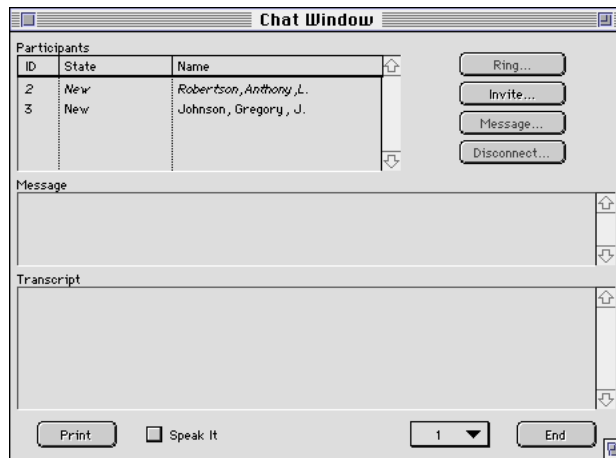 Chat Window
Participants
ID State Name
2 New Robertson,Anthony,L.
3 New Johnson, Gregory, J.
Ring...
Invite...
Message...
Disconnect...
Message
Transcript
Print
Speak It
1
End